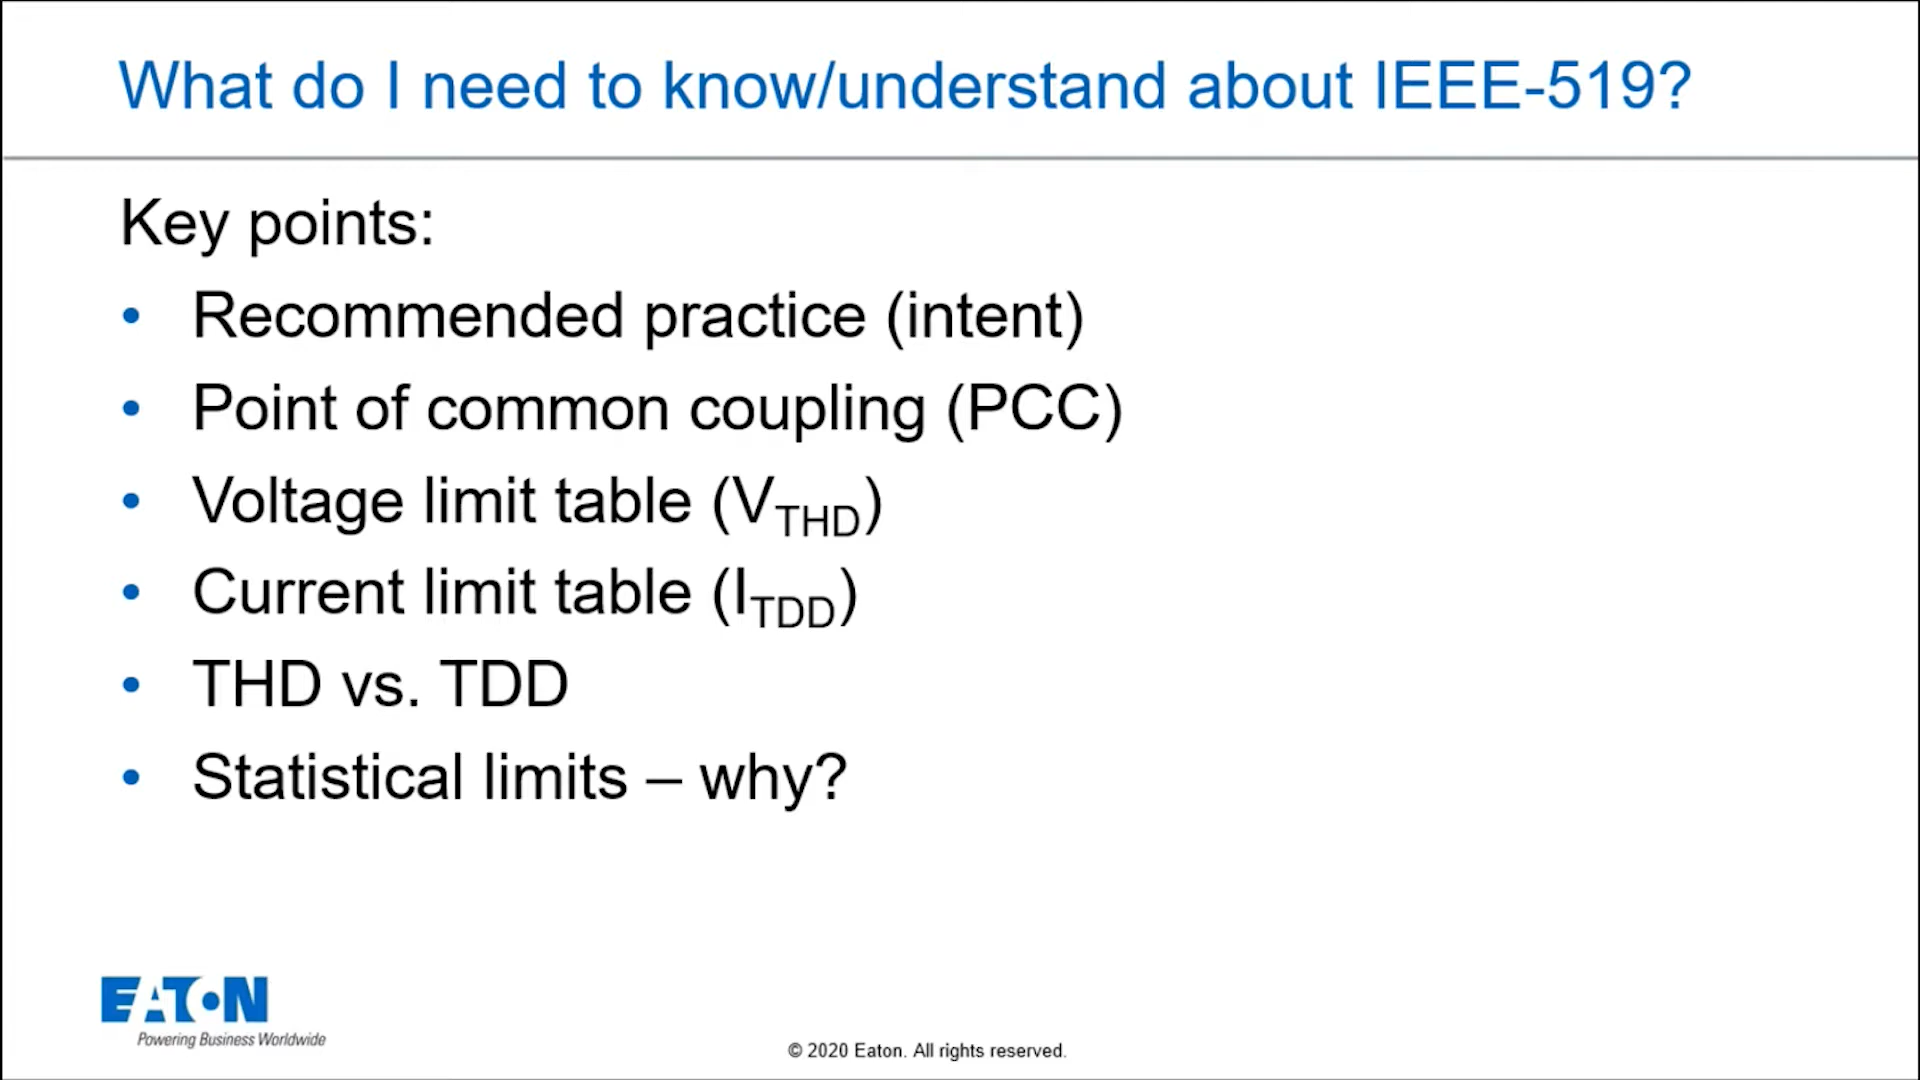 What do I need to know/understand about IEEE-519?
Key points:
• Recommended practice (intent)
• Point of common coupling (PCC)
• Voltage limit table (VTHD)
• Current limit table (ITDD)
• THD vs. TDD
• Statistical limits – why?
EATON
Powering Business Worldwide
© 2020 Eaton. All rights reserved.